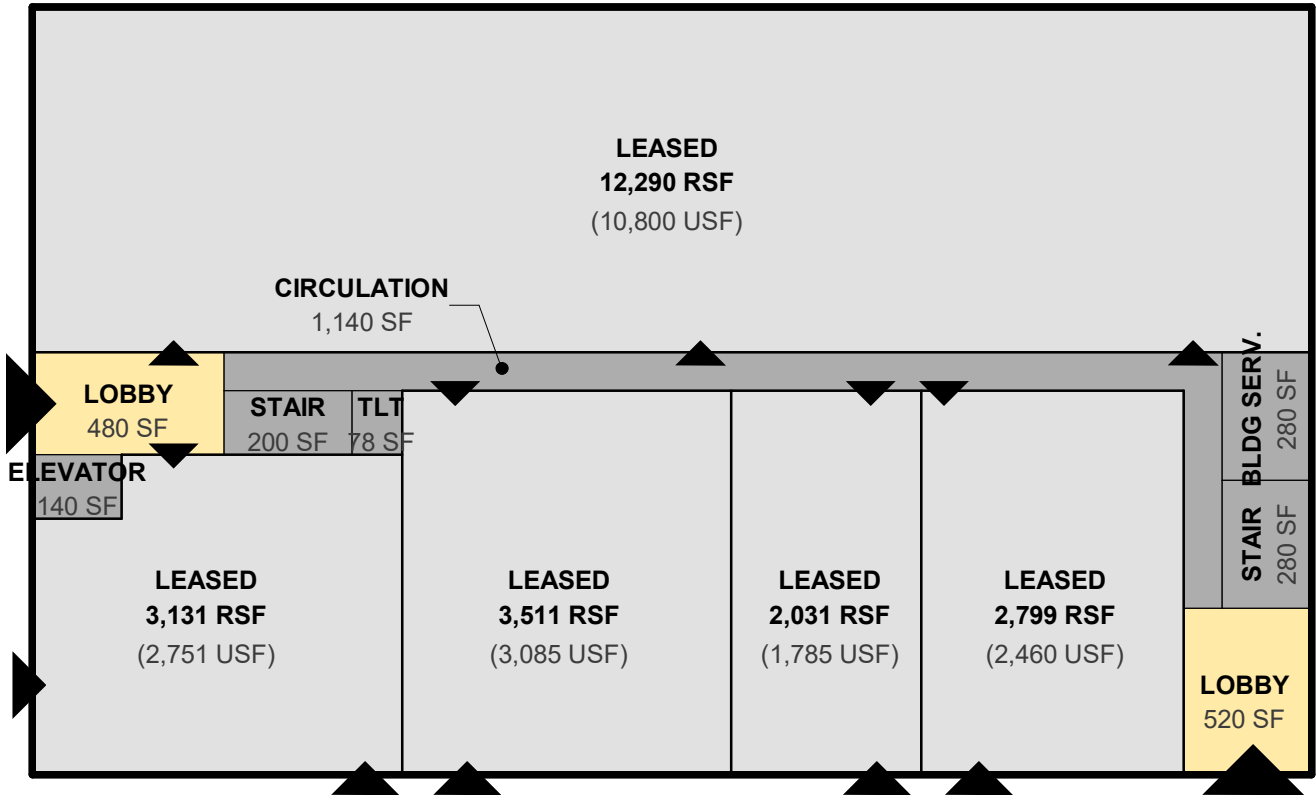 LEASED
12,290 RSF
(10,800 USF)
CIRCULATION
1,140 SF
LOBBY
480 SF
STAIR
200 SF
TLT
78 SF
BLDG SERV.
280 SF
ELEVATOR
140 SF
STAIR
280 SF
LEASED
3,131 RSF
(2,751 USF)
LEASED
3,511 RSF
(3,085 USF)
LEASED
2,031 RSF
(1,785 USF)
LEASED
2,799 RSF
(2,460 USF)
LOBBY
520 SF